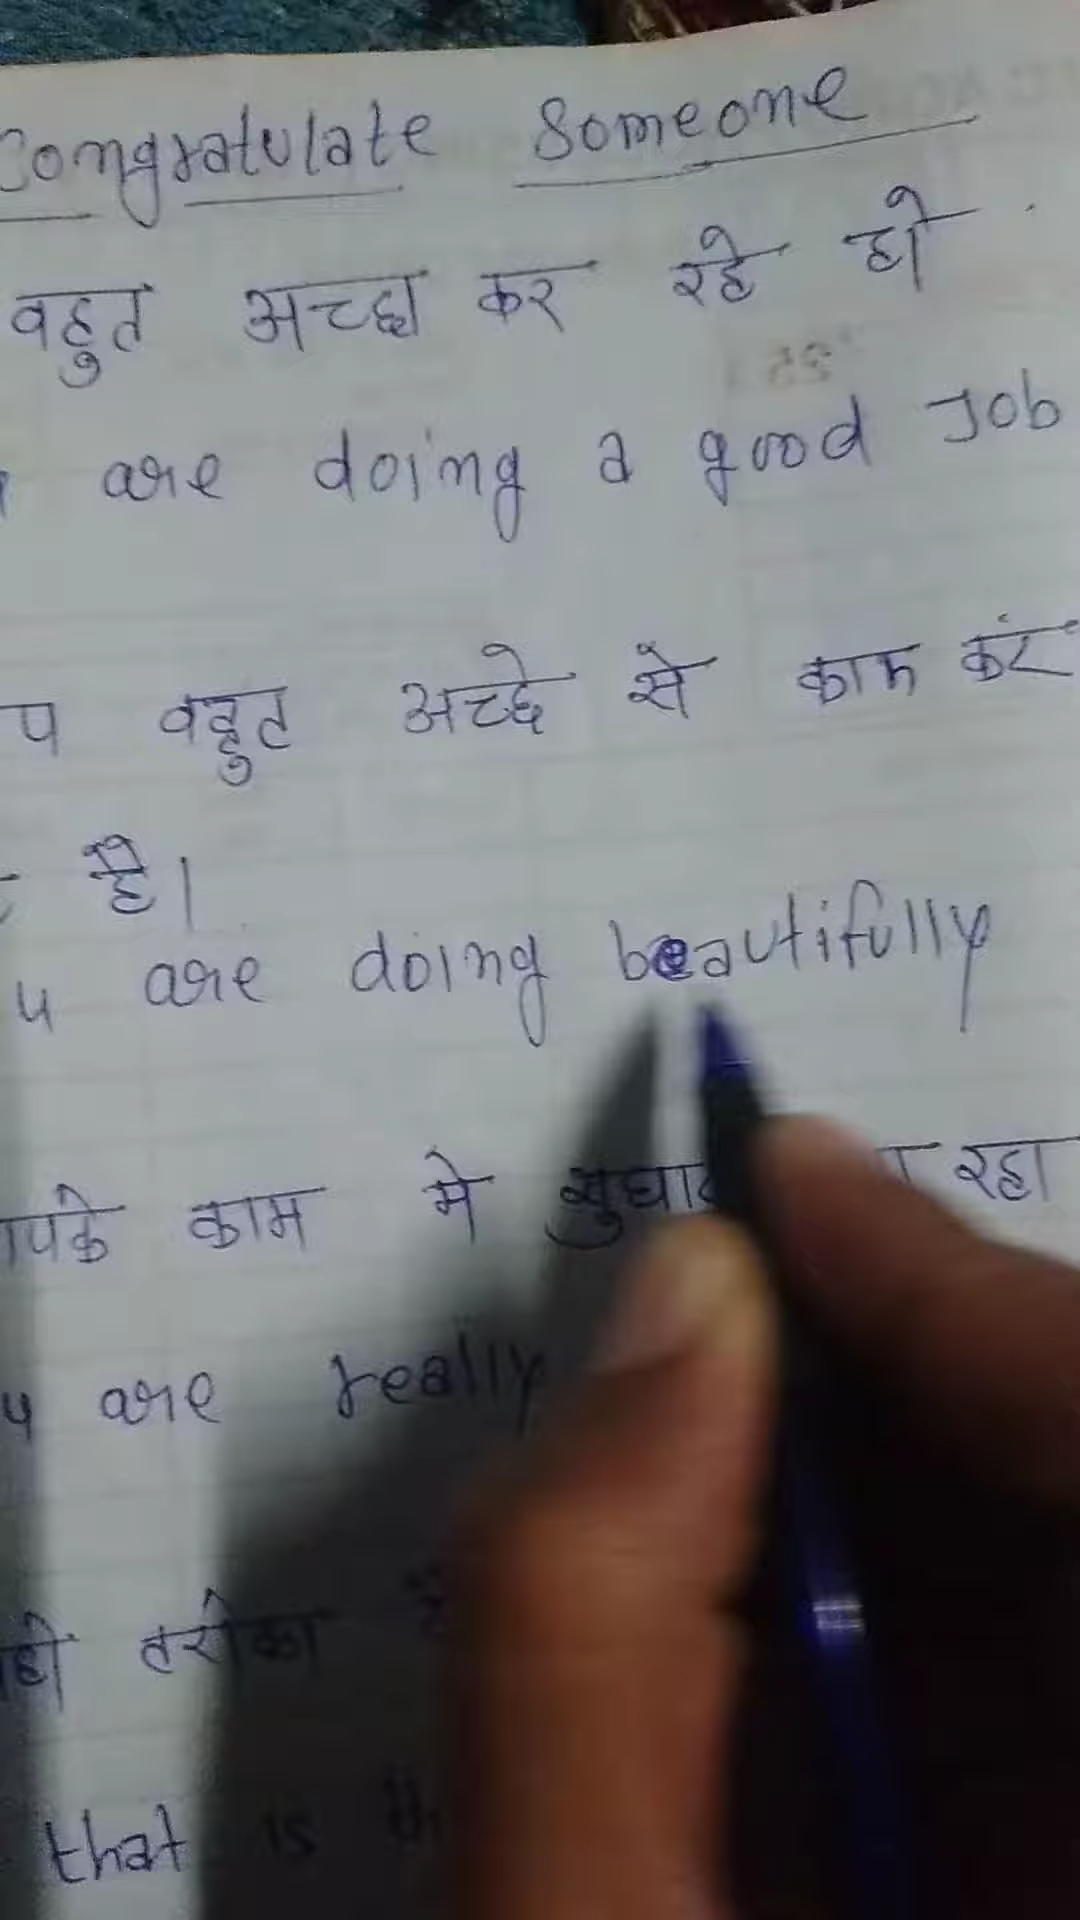 Congratulate Someone
बहुत अच्छा कर रहे हो
are doing a good Job
बहुत अच्छे से काम कर
है।
u are doing beautifully
काम मे रहा
u are really
तरीका
that is